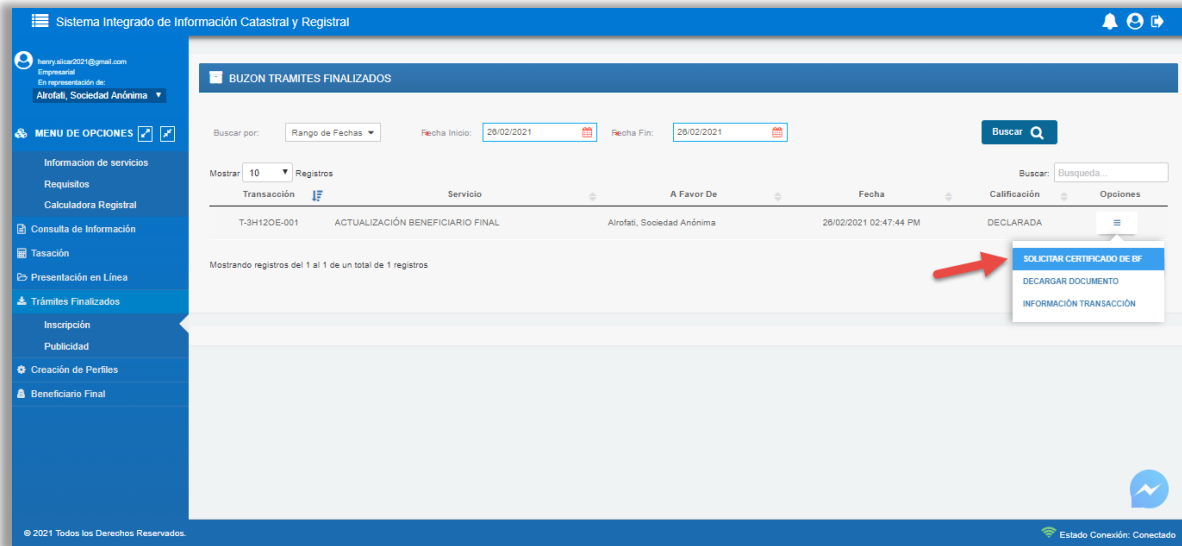 Sistema Integrado de Información Catastral y Registral
henry.siicar2021@gmail.com
Empresarial
En representación de:
Alrofati, Sociedad Anónima
MENU DE OPCIONES
Informacion de servicios
Requisitos
Calculadora Registral
Consulta de Información
Tasación
Presentación en Línea
Trámites Finalizados
Inscripción
Publicidad
Creación de Perfiles
Beneficiario Final
BUZON TRAMITES FINALIZADOS
Buscar por: Rango de Fechas Fecha Inicio: 26/02/2021 Fecha Fin: 26/02/2021 Buscar
Mostrar 10 Registros Buscar: Busqueda...
Transacción Servicio A Favor De Fecha Calificación Opciones
T-3H12OE-001 ACTUALIZACIÓN BENEFICIARIO FINAL Alrofati, Sociedad Anónima 26/02/2021 02:47:44 PM DECLARADA
SOLICITAR CERTIFICADO DE BF
DECARGAR DOCUMENTO
INFORMACIÓN TRANSACCIÓN
Mostrando registros del 1 al 1 de un total de 1 registros
© 2021 Todos los Derechos Reservados. Estado Conexión: Conectado